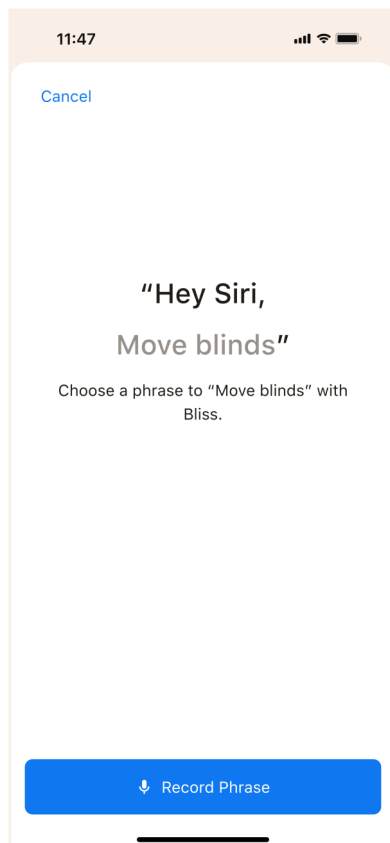 11:47
Cancel
“Hey Siri,
Move blinds”
Choose a phrase to “Move blinds” with
Bliss.
Record Phrase